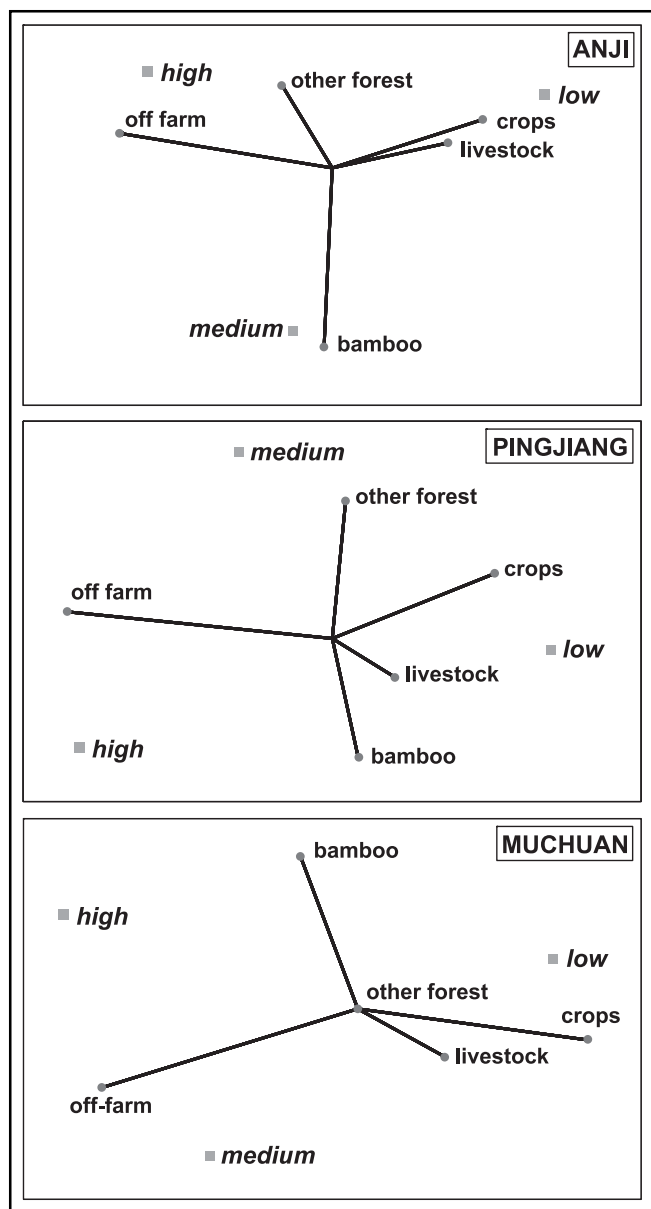 ANJI
high
other forest
low
off farm
crops
livestock
medium
bamboo
PINGJIANG
medium
other forest
crops
off farm
low
livestock
high
bamboo
MUCHUAN
bamboo
high
low
other forest
crops
livestock
off-farm
medium